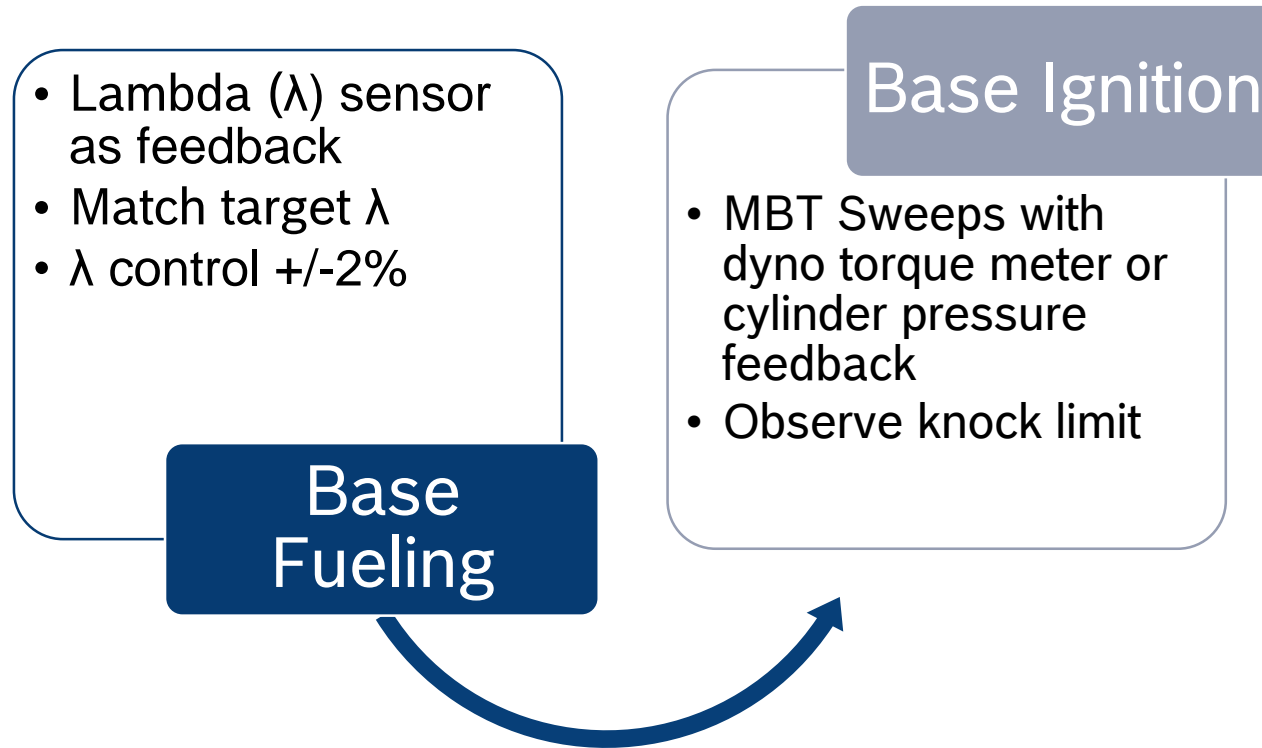 • Lambda (λ) sensor
as feedback
• Match target λ
• λ control +/-2%
Base
Fueling
Base Ignition
• MBT Sweeps with
dyno torque meter or
cylinder pressure
feedback
• Observe knock limit